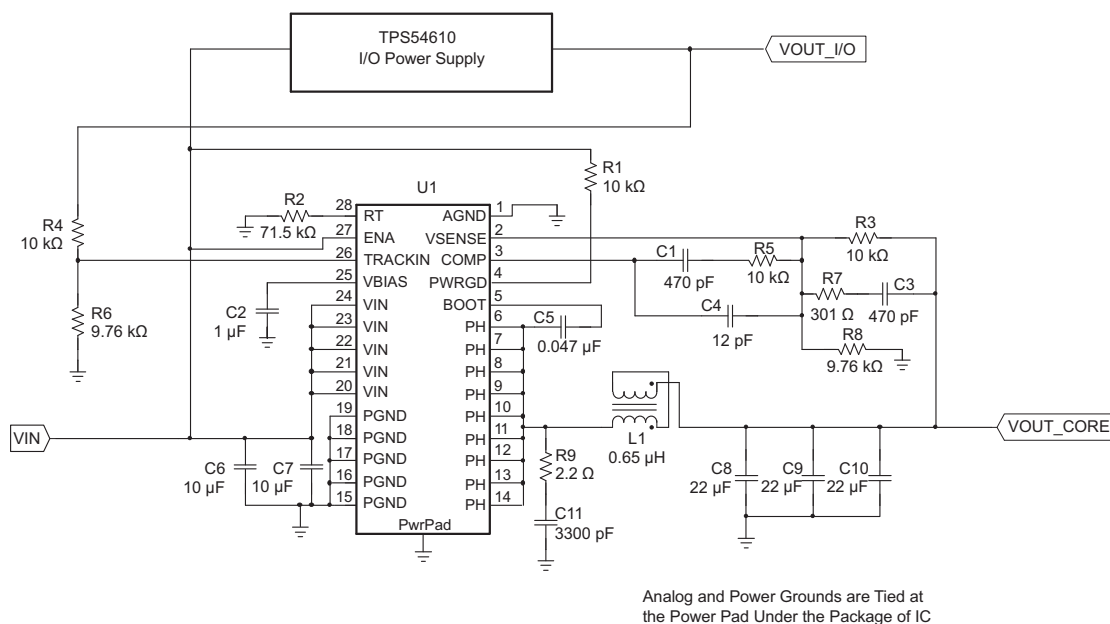 TPS54610
I/O Power Supply
VOUT_I/O
R1
10 kΩ
U1
R4
10 kΩ
R2
71.5 kΩ
R6
9.76 kΩ
C2
1 μF
28
27
26
25
24
23
22
21
20
19
18
17
16
15
RT
ENA
TRACKIN
VBIAS
VIN
VIN
VIN
VIN
VIN
PGND
PGND
PGND
PGND
PGND
AGND
VSENSE
COMP
PWRGD
BOOT
PH
PH
PH
PH
PH
PH
PH
PH
PH
1
2
3
4
5
6
7
8
9
10
11
12
13
14
PwrPad
C1
470 pF
R5
10 kΩ
R3
10 kΩ
R7
301 Ω
C3
470 pF
C4
12 pF
R8
9.76 kΩ
C5
0.047 μF
VIN
C6
10 μF
C7
10 μF
L1
0.65 μH
R9
2.2 Ω
C11
3300 pF
C8
22 μF
C9
22 μF
C10
22 μF
VOUT_CORE
Analog and Power Grounds are Tied at
the Power Pad Under the Package of IC